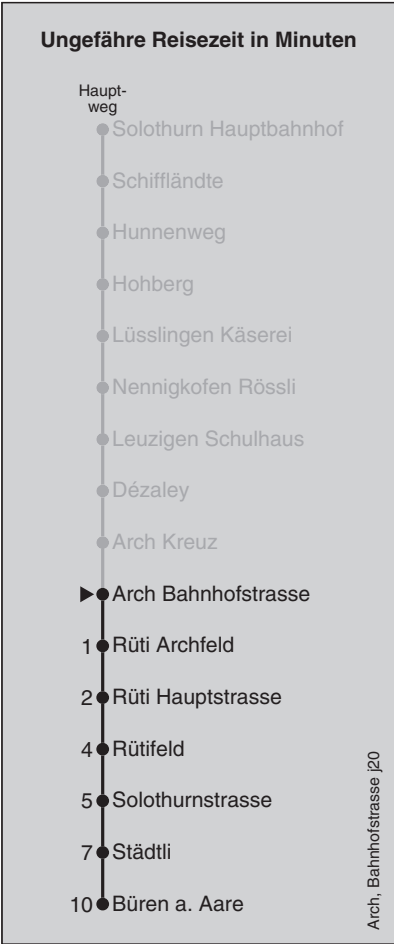 Ungefähre Reisezeit in Minuten
Haupt-
weg
Solothurn Hauptbahnhof
Schiffländte
Hunnenweg
Hohberg
Lüsslingen Käserei
Nennigkofen Rössli
Leuzigen Schulhaus
Dézaley
Arch Kreuz
Arch Bahnhofstrasse
1 Rüti Archfeld
2 Rüti Hauptstrasse
4 Rütifeld
5 Solothurnstrasse
7 Städtli
10 Büren a. Aare
Arch, Bahnhofstrasse j20